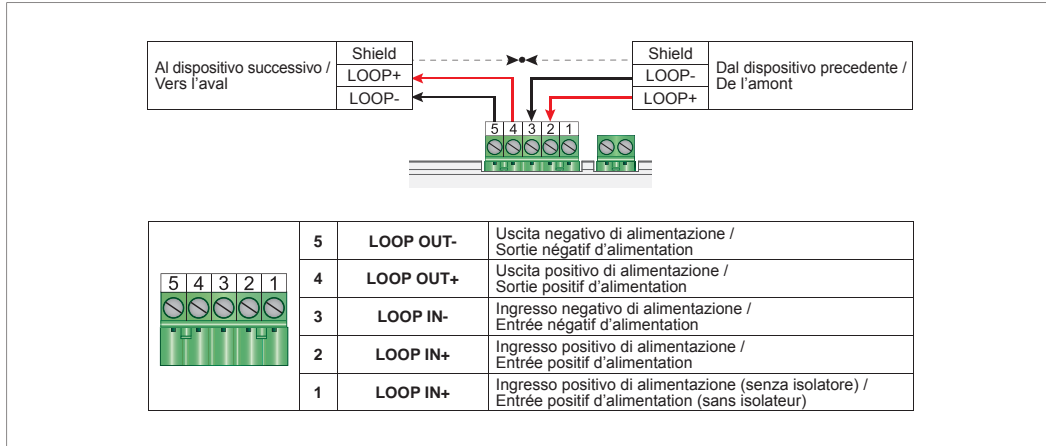 Al dispositivo successivo /
Vers l'aval
Shield
LOOP+
LOOP-
Shield
LOOP-
LOOP+
Dal dispositivo precedente /
De l'amont
5 4 3 2 1
5 4 3 2 1
5 LOOP OUT- Uscita negativo di alimentazione /
Sortie négatif d'alimentation
4 LOOP OUT+ Uscita positivo di alimentazione /
Sortie positif d'alimentation
3 LOOP IN- Ingresso negativo di alimentazione /
Entrée négatif d'alimentation
2 LOOP IN+ Ingresso positivo di alimentazione /
Entrée positif d'alimentation
1 LOOP IN+ Ingresso positivo di alimentazione (senza isolatore) /
Entrée positif d'alimentation (sans isolateur)